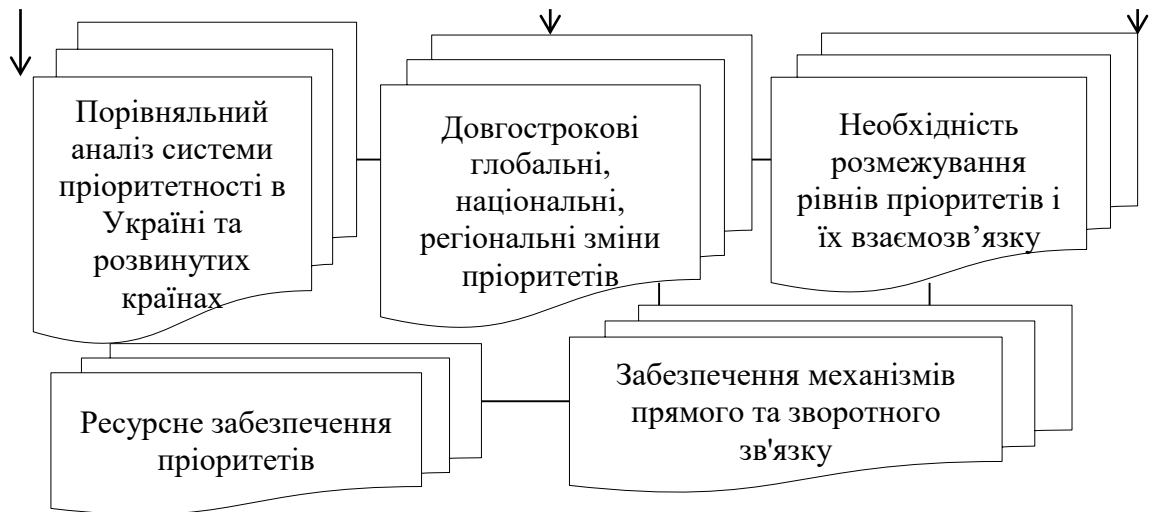 Порівняльний
аналіз системи
пріоритетності в
Україні та
розвинутих
країнах
Довгострокові
глобальні,
національні,
регіональні зміни
пріоритетів
Необхідність
розмежування
рівнів пріоритетів і
їх взаємозв’язку
Ресурсне забезпечення
пріоритетів
Забезпечення механізмів
прямого та зворотного
зв'язку